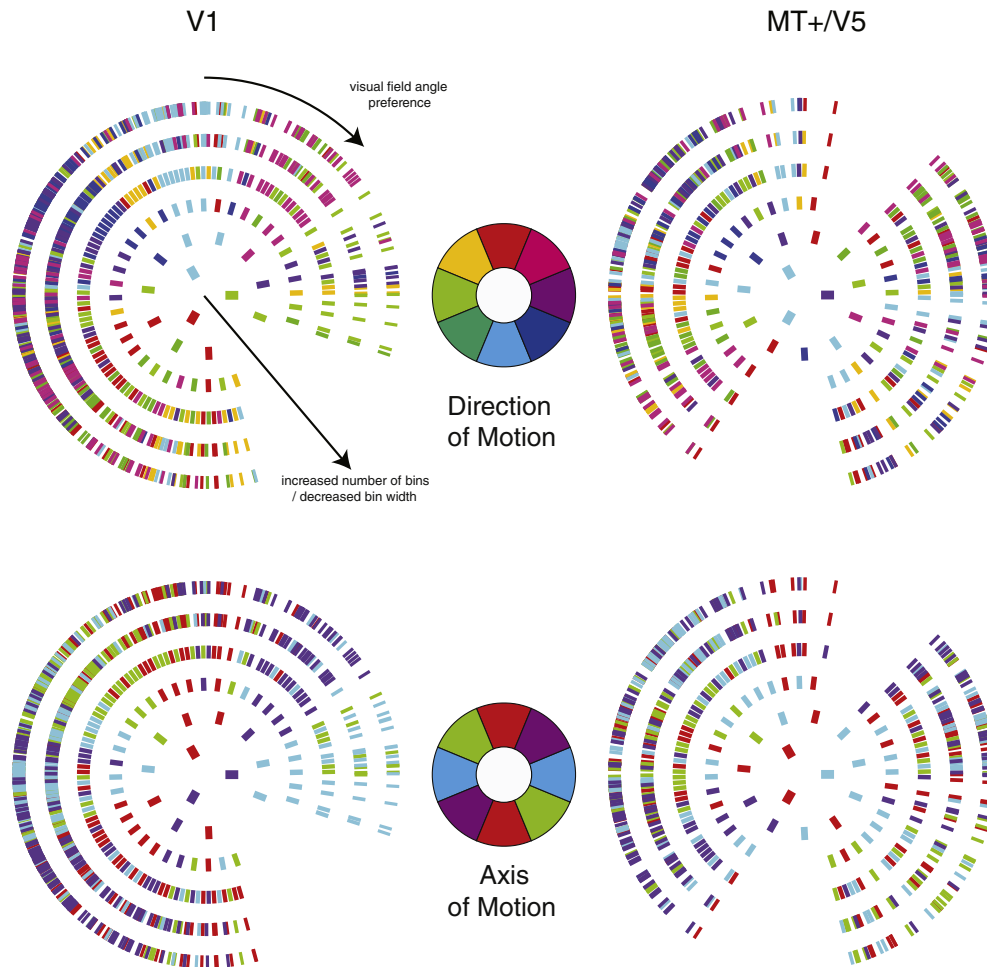 V1
MT+/V5
visual field angle
preference
Direction
of Motion
increased number of bins
/ decreased bin width
Axis
of Motion